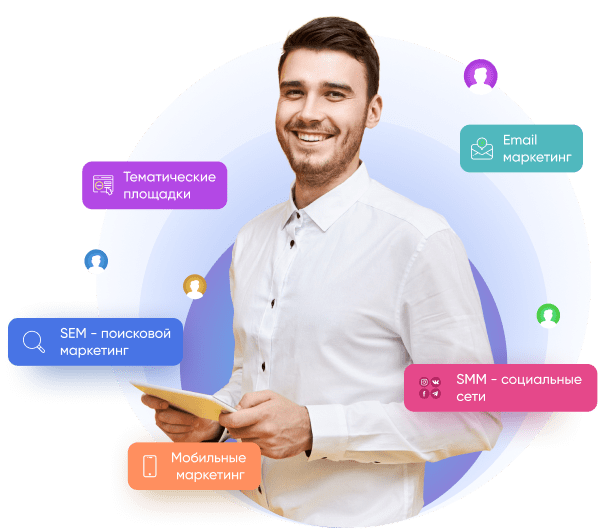 Email
маркетинг
Тематические
площадки
SEM - поисковой
маркетинг
SMM - социальные
сети
Мобильные
маркетинг